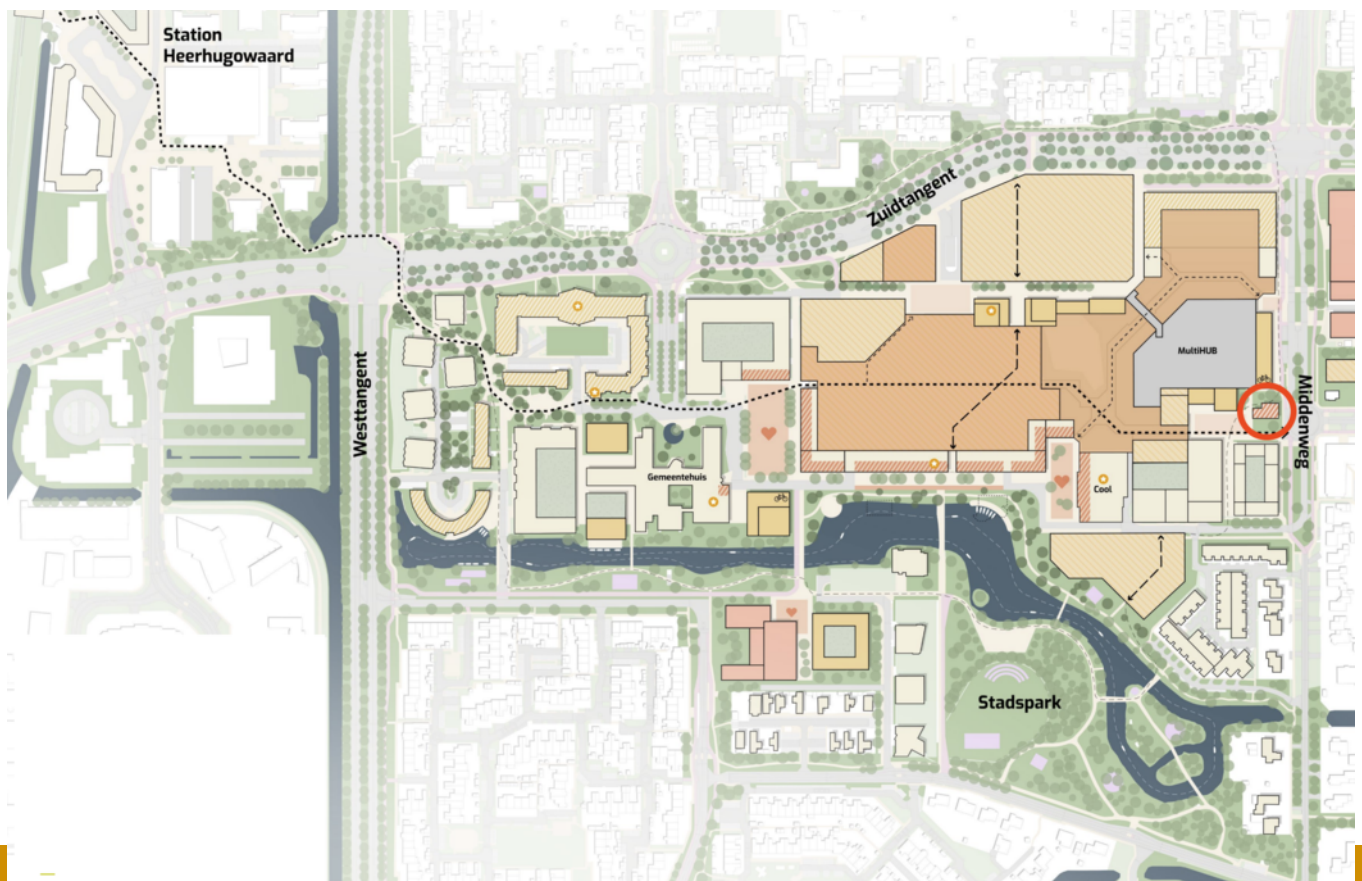 Station
Heerhugowaard
Zuidtangent
MultiHUB
Westtangent
Middenweg
Gemeentehuis
Cool
Stadspark